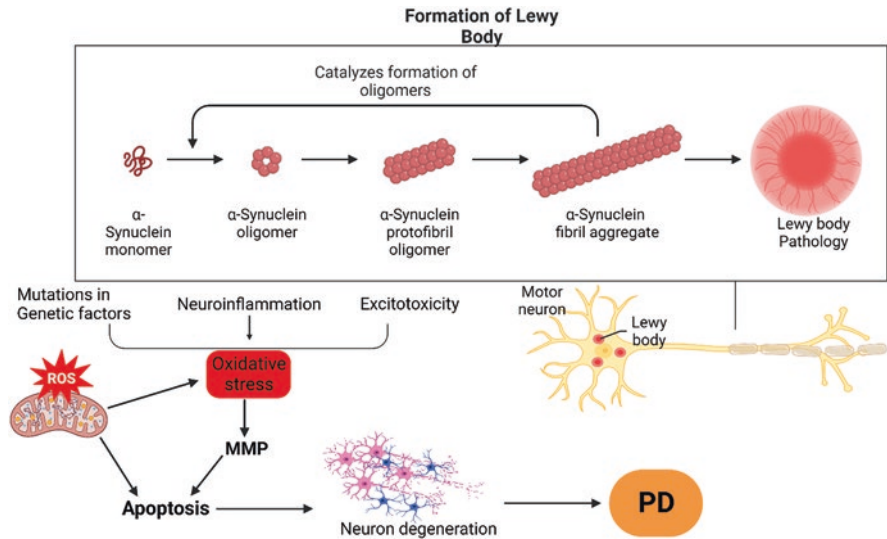 Formation of Lewy
Body
Catalyzes formation of
oligomers
α-
Synuclein
monomer
α-Synuclein
oligomer
α-Synuclein
protofibril
oligomer
α-Synuclein
fibril aggregate
Lewy body
Pathology
Mutations in
Genetic factors
Neuroinflammation
Excitotoxicity
Motor
neuron
Lewy
body
ROS
Oxidative
stress
MMP
Apoptosis
Neuron degeneration
PD